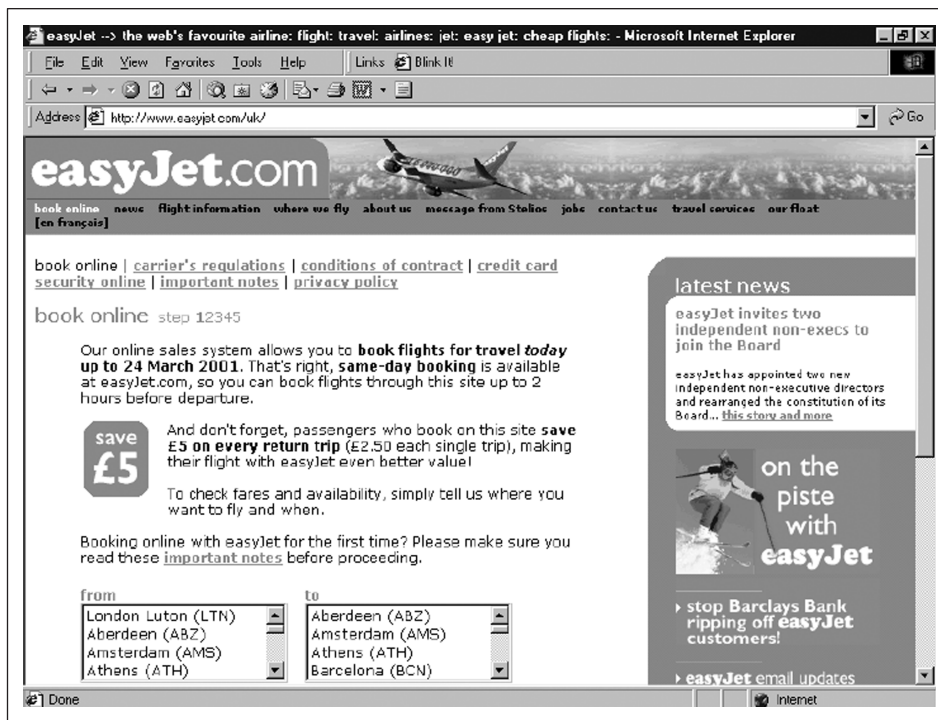 easyJet --> the web's favourite airline: flight: travel: airlines: jet: easy jet: cheap flights: - Microsoft Internet Explorer
File Edit View Favorites Tools Help Links Blink It!
Address http://www.easyjet.com/uk/ Go
easyJet.com
book online news flight information where we fly about us message from Stelios jobs contact us travel services our float
[en français]
book online | carrier's regulations | conditions of contract | credit card
security online | important notes | privacy policy
book online step 12345
Our online sales system allows you to book flights for travel today
up to 24 March 2001. That's right, same-day booking is available
at easyJet.com, so you can book flights through this site up to 2
hours before departure.
save
£5
And don't forget, passengers who book on this site save
£5 on every return trip (£2.50 each single trip), making
their flight with easyJet even better value!
To check fares and availability, simply tell us where you
want to fly and when.
Booking online with easyJet for the first time? Please make sure you
read these important notes before proceeding.
from
London Luton (LTN)
Aberdeen (ABZ)
Amsterdam (AMS)
Athens (ATH)
to
Aberdeen (ABZ)
Amsterdam (AMS)
Athens (ATH)
Barcelona (BCN)
latest news
easyJet invites two
independent non-execs to
join the Board
easyJet has appointed two new
independent non-executive directors
and rearranged the constitution of its
Board... this story and more
on the
piste
with
easyJet
stop Barclays Bank
ripping off easyJet
customers!
easyJet email updates
Done Internet